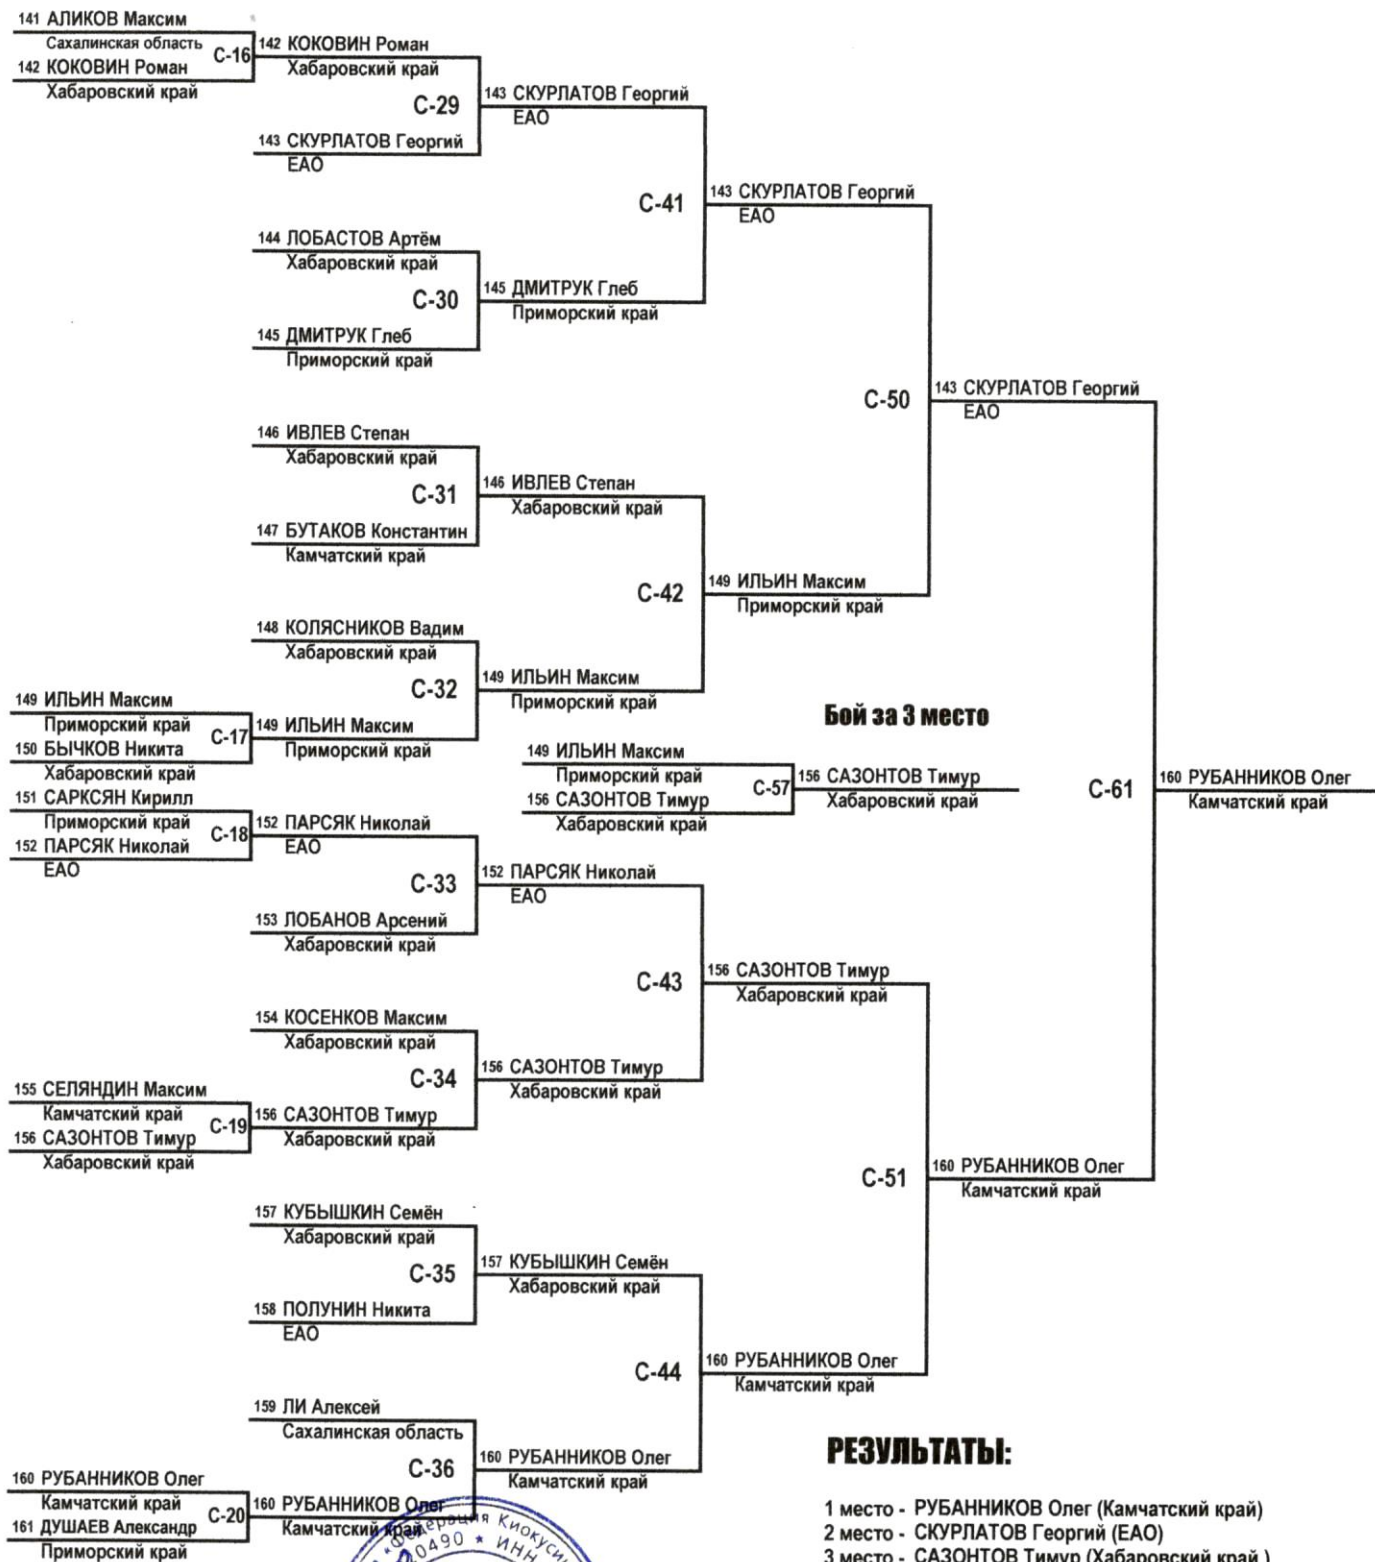 141 АЛИКОВ Максим
Сахалинская область
С-16
142 КОКОВИН Роман
Хабаровский край
142 КОКОВИН Роман
Хабаровский край
С-29
143 СКУРЛАТОВ Георгий
ЕАО
143 СКУРЛАТОВ Георгий
ЕАО
С-41
143 СКУРЛАТОВ Георгий
ЕАО
144 ЛОБАСТОВ Артём
Хабаровский край
С-30
145 ДМИТРУК Глеб
Приморский край
145 ДМИТРУК Глеб
Приморский край
С-50
143 СКУРЛАТОВ Георгий
ЕАО
146 ИВЛЕВ Степан
Хабаровский край
С-31
146 ИВЛЕВ Степан
Хабаровский край
147 БУТАКОВ Константин
Камчатский край
С-42
149 ИЛЬИН Максим
Приморский край
148 КОЛЯСНИКОВ Вадим
Хабаровский край
С-32
149 ИЛЬИН Максим
Приморский край
149 ИЛЬИН Максим
Приморский край
С-17
149 ИЛЬИН Максим
Приморский край
150 БЫЧКОВ Никита
Хабаровский край
Бой за 3 место
149 ИЛЬИН Максим
Приморский край
С-57
156 САЗОНТОВ Тимур
Хабаровский край
156 САЗОНТОВ Тимур
Хабаровский край
С-61
160 РУБАННИКОВ Олег
Камчатский край
151 САРКСЯН Кирилл
Приморский край
С-18
152 ПАРСЯК Николай
ЕАО
152 ПАРСЯК Николай
ЕАО
С-33
152 ПАРСЯК Николай
ЕАО
153 ЛОБАНОВ Арсений
Хабаровский край
С-43
156 САЗОНТОВ Тимур
Хабаровский край
154 КОСЕНКОВ Максим
Хабаровский край
С-34
156 САЗОНТОВ Тимур
Хабаровский край
155 СЕЛЯНДИН Максим
Камчатский край
С-19
156 САЗОНТОВ Тимур
Хабаровский край
156 САЗОНТОВ Тимур
Хабаровский край
С-51
160 РУБАННИКОВ Олег
Камчатский край
157 КУБЫШКИН Семён
Хабаровский край
С-35
157 КУБЫШКИН Семён
Хабаровский край
158 ПОЛУНИН Никита
ЕАО
С-44
160 РУБАННИКОВ Олег
Камчатский край
159 ЛИ Алексей
Сахалинская область
С-36
160 РУБАННИКОВ Олег
Камчатский край
160 РУБАННИКОВ Олег
Камчатский край
С-20
160 РУБАННИКОВ Олег
Камчатский край
161 ДУШАЕВ Александр
Приморский край
РЕЗУЛЬТАТЫ:
1 место - РУБАННИКОВ Олег (Камчатский край)
2 место - СКУРЛАТОВ Георгий (ЕАО)
3 место - САЗОНТОВ Тимур (Хабаровский край )
"Федерация
0490 * ИНН